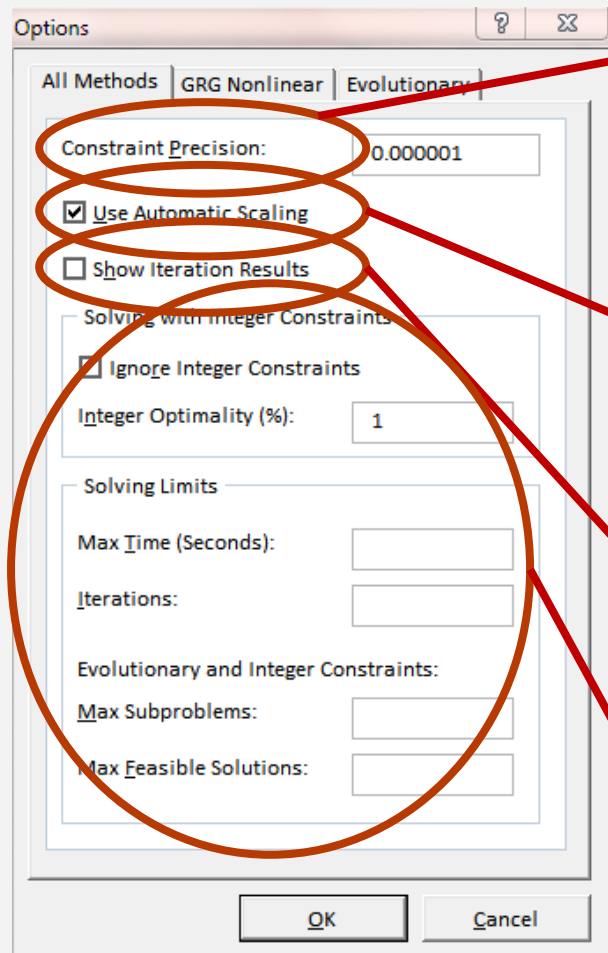 Options
All Methods GRG Nonlinear Evolutionary
Constraint Precision: 0.000001
Use Automatic Scaling
Show Iteration Results
Solving with Integer Constraints
Ignore Integer Constraints
Integer Optimality (%): 1
Solving Limits
Max Time (Seconds):
Iterations:
Evolutionary and Integer Constraints:
Max Subproblems:
Max Feasible Solutions:
OK Cancel